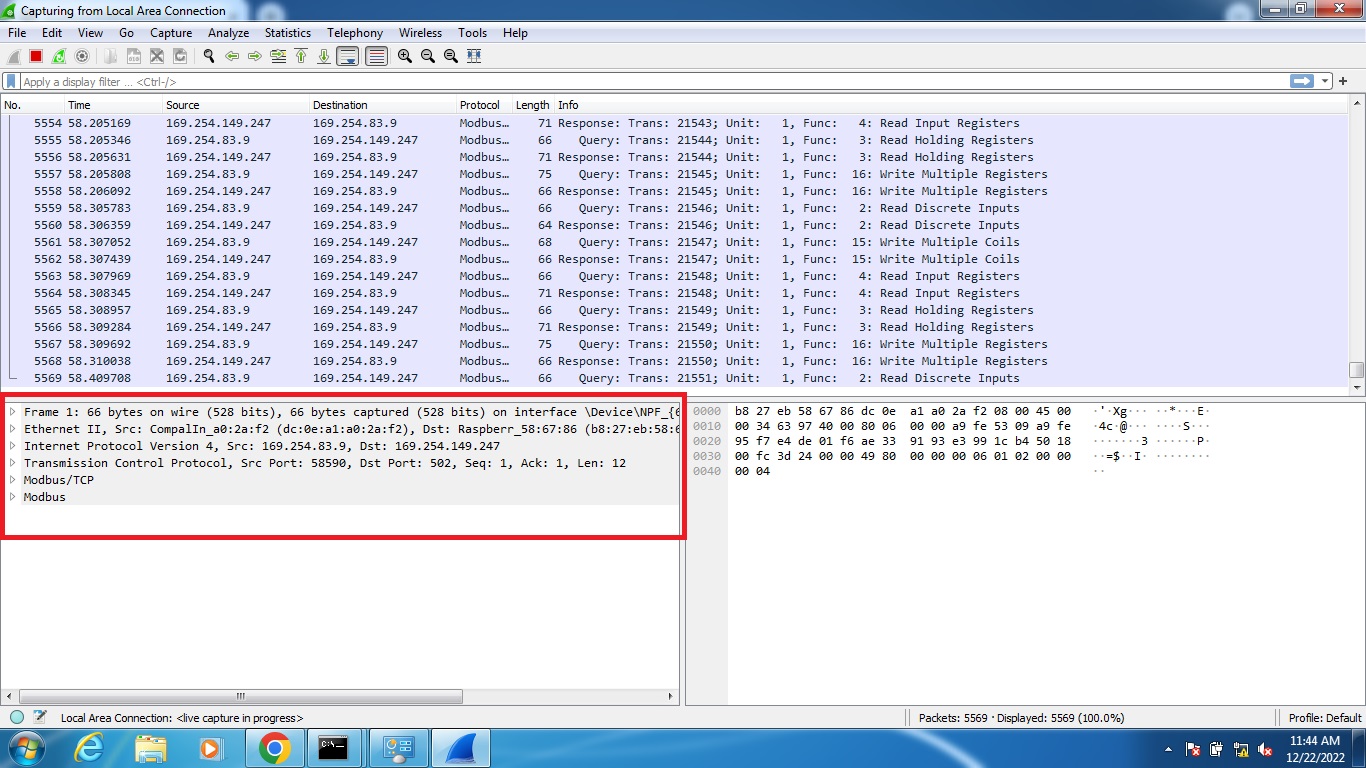 Capturing from Local Area Connection
File Edit View Go Capture Analyze Statistics Telephony Wireless Tools Help
Apply a display filter ... <Ctrl-/>
No. Time Source Destination Protocol Length Info
5554 58.205169 169.254.149.247 169.254.83.9 Modbus… 71 Response: Trans: 21543; Unit: 1, Func: 4: Read Input Registers
5555 58.205346 169.254.83.9 169.254.149.247 Modbus… 66 Query: Trans: 21544; Unit: 1, Func: 3: Read Holding Registers
5556 58.205631 169.254.149.247 169.254.83.9 Modbus… 71 Response: Trans: 21544; Unit: 1, Func: 3: Read Holding Registers
5557 58.205808 169.254.83.9 169.254.149.247 Modbus… 75 Query: Trans: 21545; Unit: 1, Func: 16: Write Multiple Registers
5558 58.206092 169.254.149.247 169.254.83.9 Modbus… 66 Response: Trans: 21545; Unit: 1, Func: 16: Write Multiple Registers
5559 58.305783 169.254.83.9 169.254.149.247 Modbus… 66 Query: Trans: 21546; Unit: 1, Func: 2: Read Discrete Inputs
5560 58.306359 169.254.149.247 169.254.83.9 Modbus… 64 Response: Trans: 21546; Unit: 1, Func: 2: Read Discrete Inputs
5561 58.307052 169.254.83.9 169.254.149.247 Modbus… 68 Query: Trans: 21547; Unit: 1, Func: 15: Write Multiple Coils
5562 58.307439 169.254.149.247 169.254.83.9 Modbus… 66 Response: Trans: 21547; Unit: 1, Func: 15: Write Multiple Coils
5563 58.307969 169.254.83.9 169.254.149.247 Modbus… 66 Query: Trans: 21548; Unit: 1, Func: 4: Read Input Registers
5564 58.308345 169.254.149.247 169.254.83.9 Modbus… 71 Response: Trans: 21548; Unit: 1, Func: 4: Read Input Registers
5565 58.308957 169.254.83.9 169.254.149.247 Modbus… 66 Query: Trans: 21549; Unit: 1, Func: 3: Read Holding Registers
5566 58.309284 169.254.149.247 169.254.83.9 Modbus… 71 Response: Trans: 21549; Unit: 1, Func: 3: Read Holding Registers
5567 58.309692 169.254.83.9 169.254.149.247 Modbus… 75 Query: Trans: 21550; Unit: 1, Func: 16: Write Multiple Registers
5568 58.310038 169.254.149.247 169.254.83.9 Modbus… 66 Response: Trans: 21550; Unit: 1, Func: 16: Write Multiple Registers
5569 58.409708 169.254.83.9 169.254.149.247 Modbus… 66 Query: Trans: 21551; Unit: 1, Func: 2: Read Discrete Inputs
Frame 1: 66 bytes on wire (528 bits), 66 bytes captured (528 bits) on interface \Device\NPF_{6
Ethernet II, Src: CompalIn_a0:2a:f2 (dc:0e:a1:a0:2a:f2), Dst: Raspberr_58:67:86 (b8:27:eb:58:6
Internet Protocol Version 4, Src: 169.254.83.9, Dst: 169.254.149.247
Transmission Control Protocol, Src Port: 58590, Dst Port: 502, Seq: 1, Ack: 1, Len: 12
Modbus/TCP
Modbus
0000 b8 27 eb 58 67 86 dc 0e a1 a0 2a f2 08 00 45 00 ·'·Xg··· ··*···E·
0010 00 34 63 97 40 00 80 06 00 00 a9 fe 53 09 a9 fe ·4c·@··· ····S···
0020 95 f7 e4 de 01 f6 ae 33 91 93 e3 99 1c b4 50 18 ·······3 ······P·
0030 00 fc 3d 24 00 00 49 80 00 00 00 06 01 02 00 00 ··=$··I· ········
0040 00 04 ··
Local Area Connection: <live capture in progress>
Packets: 5569 · Displayed: 5569 (100.0%)
Profile: Default
C:\_
11:44 AM
12/22/2022